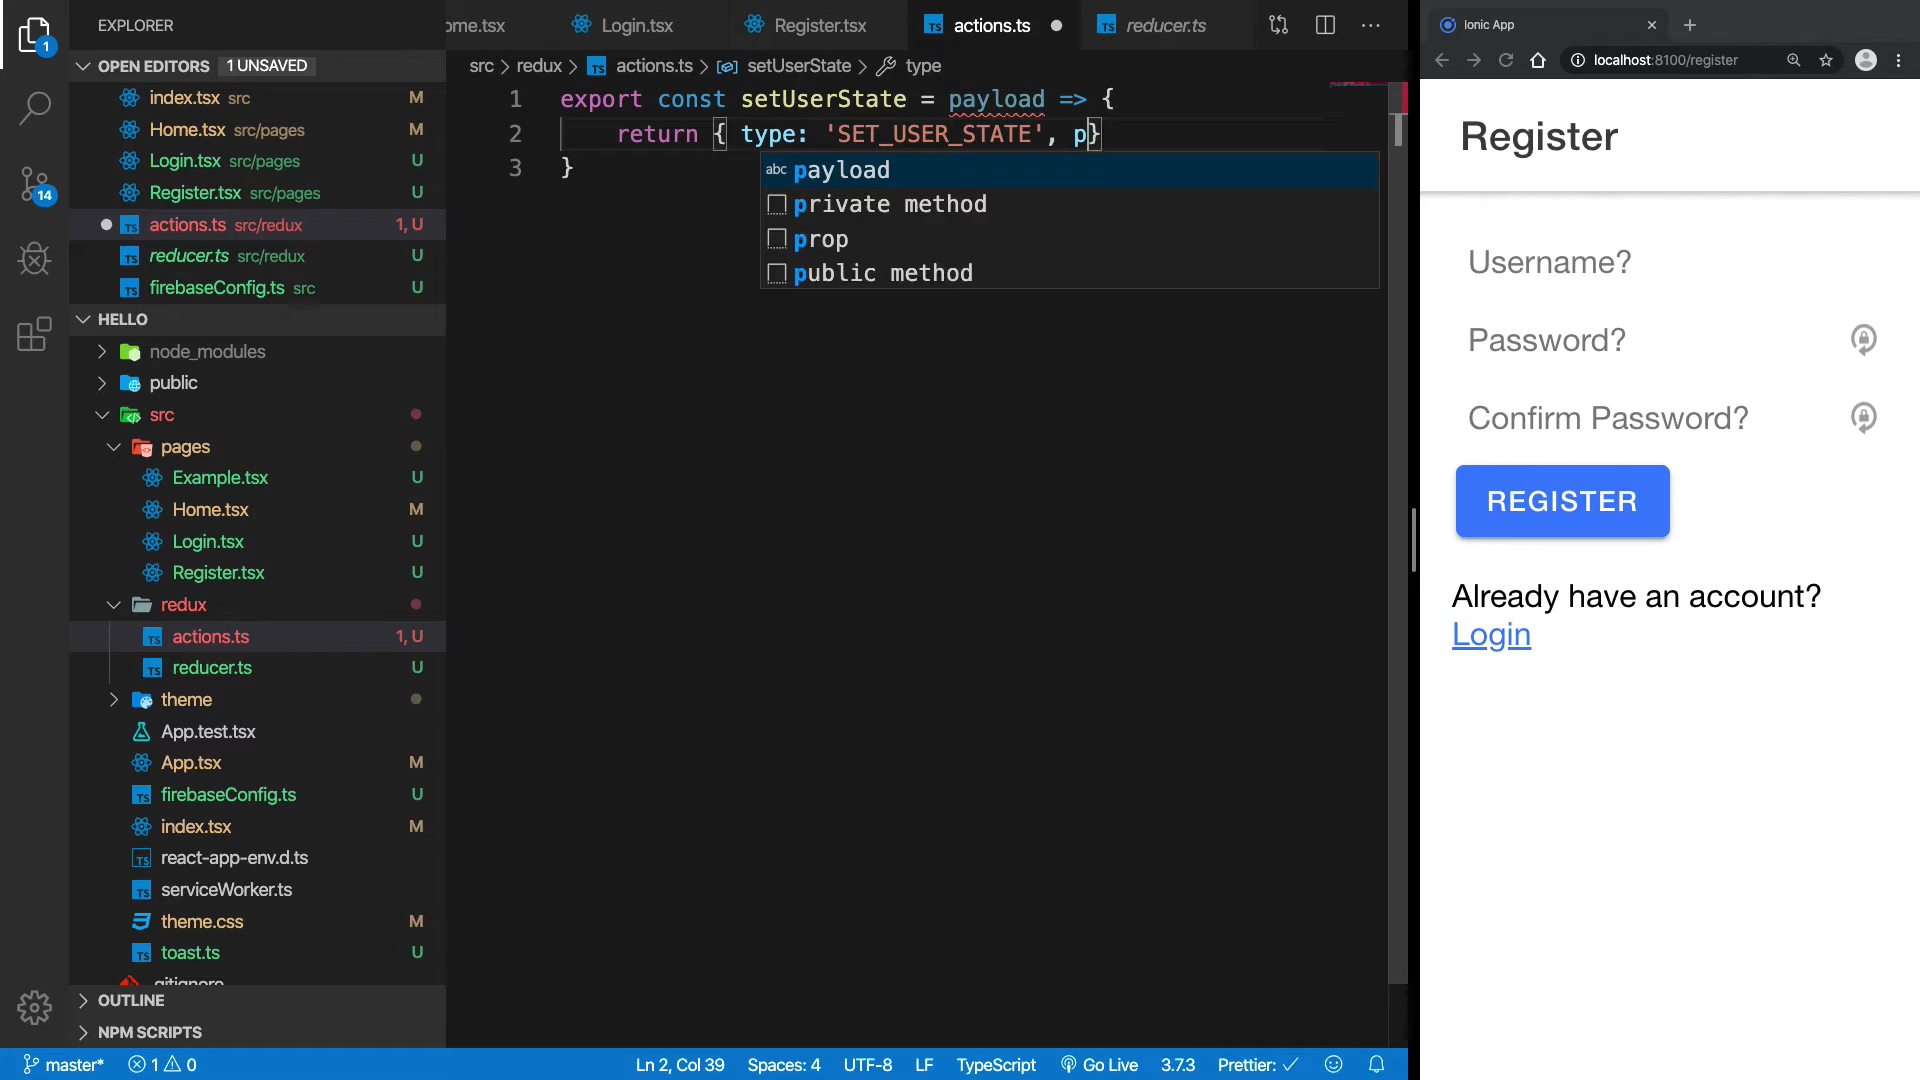 EXPLORER
OPEN EDITORS 1 UNSAVED
index.tsx src M
Home.tsx src/pages M
Login.tsx src/pages U
Register.tsx src/pages U
actions.ts src/redux 1, U
reducer.ts src/redux U
firebaseConfig.ts src U
HELLO
node_modules
public
src
pages
Example.tsx U
Home.tsx M
Login.tsx U
Register.tsx U
redux
actions.ts 1, U
reducer.ts U
theme
App.test.tsx
App.tsx M
firebaseConfig.ts U
index.tsx M
react-app-env.d.ts
serviceWorker.ts
theme.css M
toast.ts U
.gitignore
OUTLINE
NPM SCRIPTS
1
14
ome.tsx Login.tsx Register.tsx actions.ts reducer.ts
src > redux > TS actions.ts > setUserState > type
1 export const setUserState = payload => {
2 return { type: 'SET_USER_STATE', p}
3 }
abc payload
private method
prop
public method
master* 1 0 Ln 2, Col 39 Spaces: 4 UTF-8 LF TypeScript Go Live 3.7.3 Prettier: ✓
Ionic App
localhost:8100/register
Register
Username?
Password?
Confirm Password?
REGISTER
Already have an account?
Login